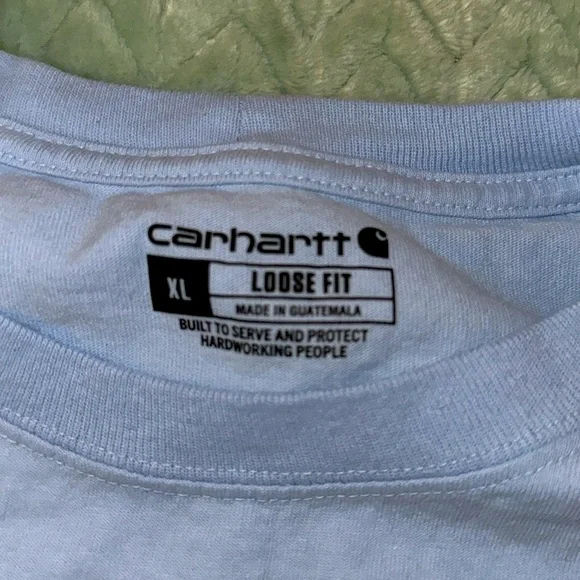 carhartt
XL LOOSE FIT
MADE IN GUATEMALA
BUILT TO SERVE AND PROTECT
HARDWORKING PEOPLE